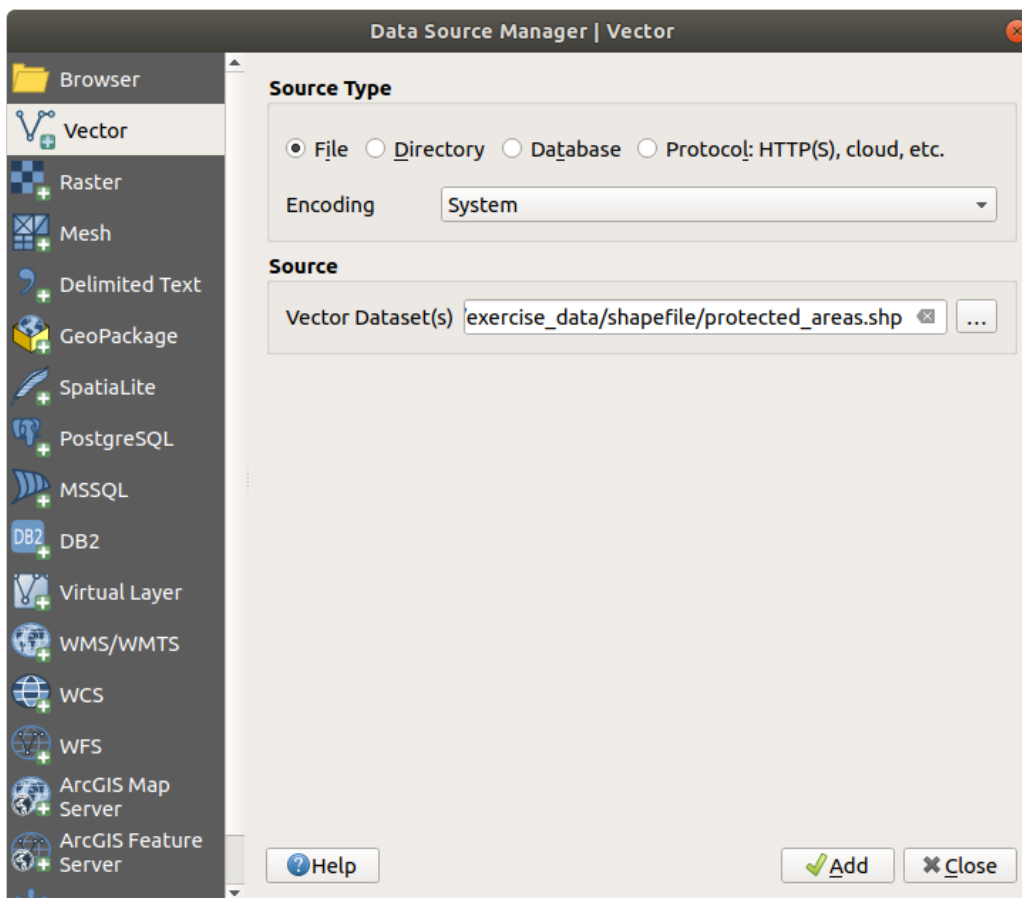 Data Source Manager | Vector
Browser
Vector
Raster
Mesh
Delimited Text
GeoPackage
SpatiaLite
PostgreSQL
MSSQL
DB2
DB2
Virtual Layer
WMS/WMTS
WCS
WFS
ArcGIS Map
Server
ArcGIS Feature
Server
Source Type
File Directory Database Protocol: HTTP(S), cloud, etc.
Encoding System
Source
Vector Dataset(s) /exercise_data/shapefile/protected_areas.shp ...
Help Add Close